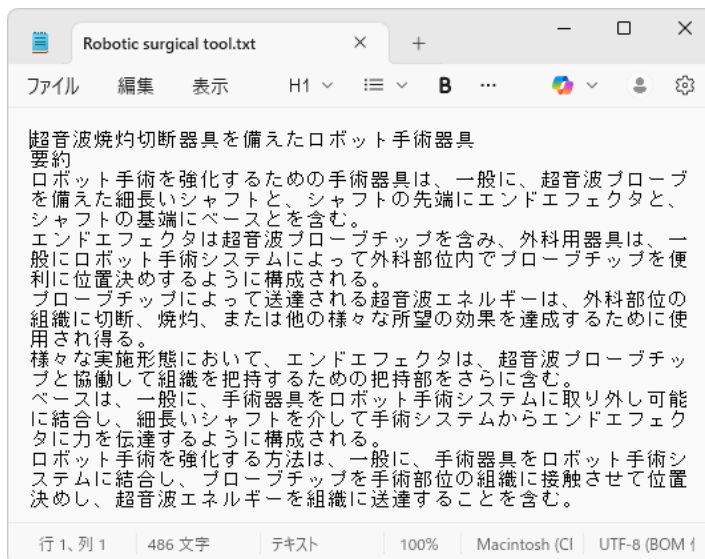 Robotic surgical tool.txt
ファイル 編集 表示 H1 B ...
超音波焼灼切断器具を備えたロボット手術器具
要約
ロボット手術を強化するための手術器具は、一般に、超音波プローブ
を備えた細長いシャフトと、シャフトの先端にエンドエフェクタと、
シャフトの基端にベースとを含む。
エンドエフェクタは超音波プローブチップを含み、外科用器具は、一
般にロボット手術システムによって外科部位内でプローブチップを便
利に位置決めするように構成される。
プローブチップによって送達される超音波エネルギーは、外科部位の
組織に切断、焼灼、または他の様々な所望の効果を達成するために使
用され得る。
様々な実施形態において、エンドエフェクタは、超音波プローブチッ
プと協働して組織を把持するための把持部をさらに含む。
ベースは、一般に、手術器具をロボット手術システムに取り外し可能
に結合し、細長いシャフトを介して手術システムからエンドエフェク
タに力を伝達するように構成される。
ロボット手術を強化する方法は、一般に、手術器具をロボット手術シ
ステムに結合し、プローブチップを手術部位の組織に接触させて位置
決めし、超音波エネルギーを組織に送達することを含む。
行 1、列 1 486 文字 テキスト 100% Macintosh (CI UTF-8 (BOM 付